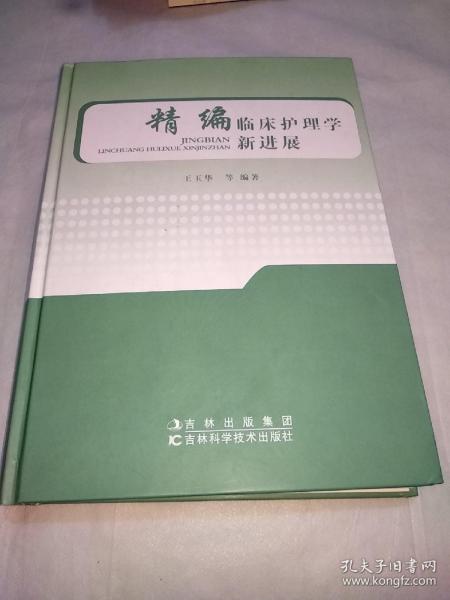 精编 临床护理学
JINGBIAN
LINCHUANG HULIXUE XINJINZHAN
新进展
王玉华 等 编著
吉林出版集团
JC吉林科学技术出版社
孔夫子旧书网
www.kongfz.com